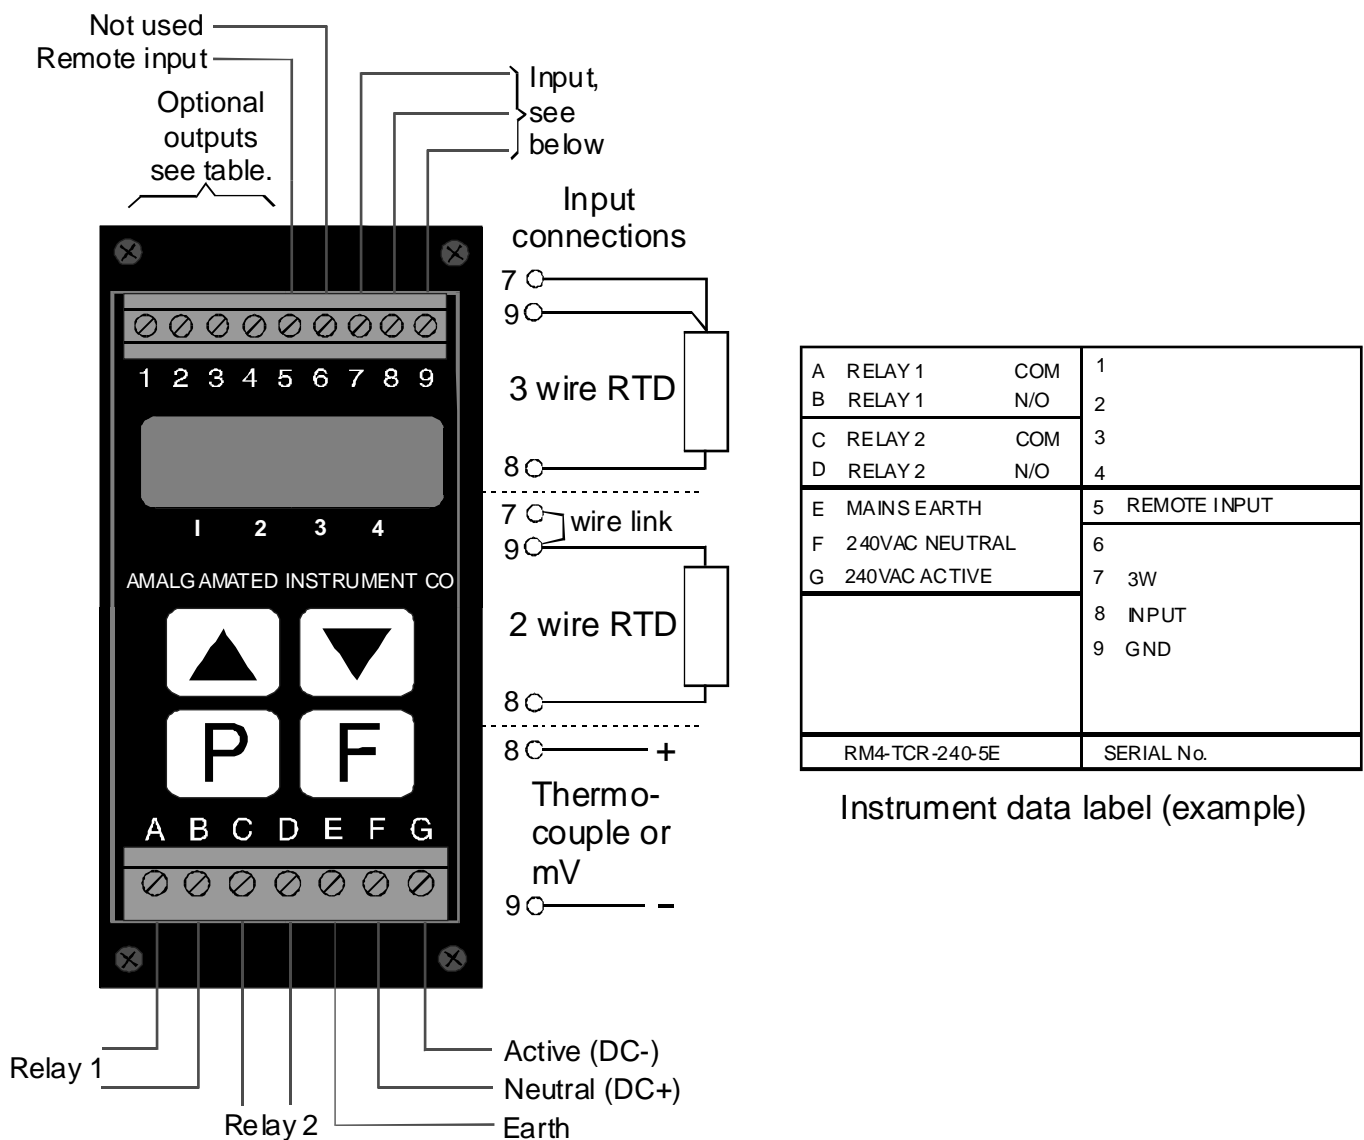 Not used
Remote input
Optional
outputs
see table.
Input,
see
below
1 2 3 4 5 6 7 8 9
I 2 3 4
AMALGAMATED INSTRUMENT CO
P F
A B C D E F G
Relay 1
Relay 2
Active (DC-)
Neutral (DC+)
Earth
Input
connections
7
9
3 wire RTD
8
7
wire link
9
2 wire RTD
8
8 +
Thermo-
couple or
mV
9 -
A RELAY 1 COM
B RELAY 1 N/O
C RELAY 2 COM
D RELAY 2 N/O
E MAINS EARTH
F 240VAC NEUTRAL
G 240VAC ACTIVE
1
2
3
4
5 REMOTE INPUT
6
7 3W
8 INPUT
9 GND
RM4-TCR-240-5E
SERIAL No.
Instrument data label (example)